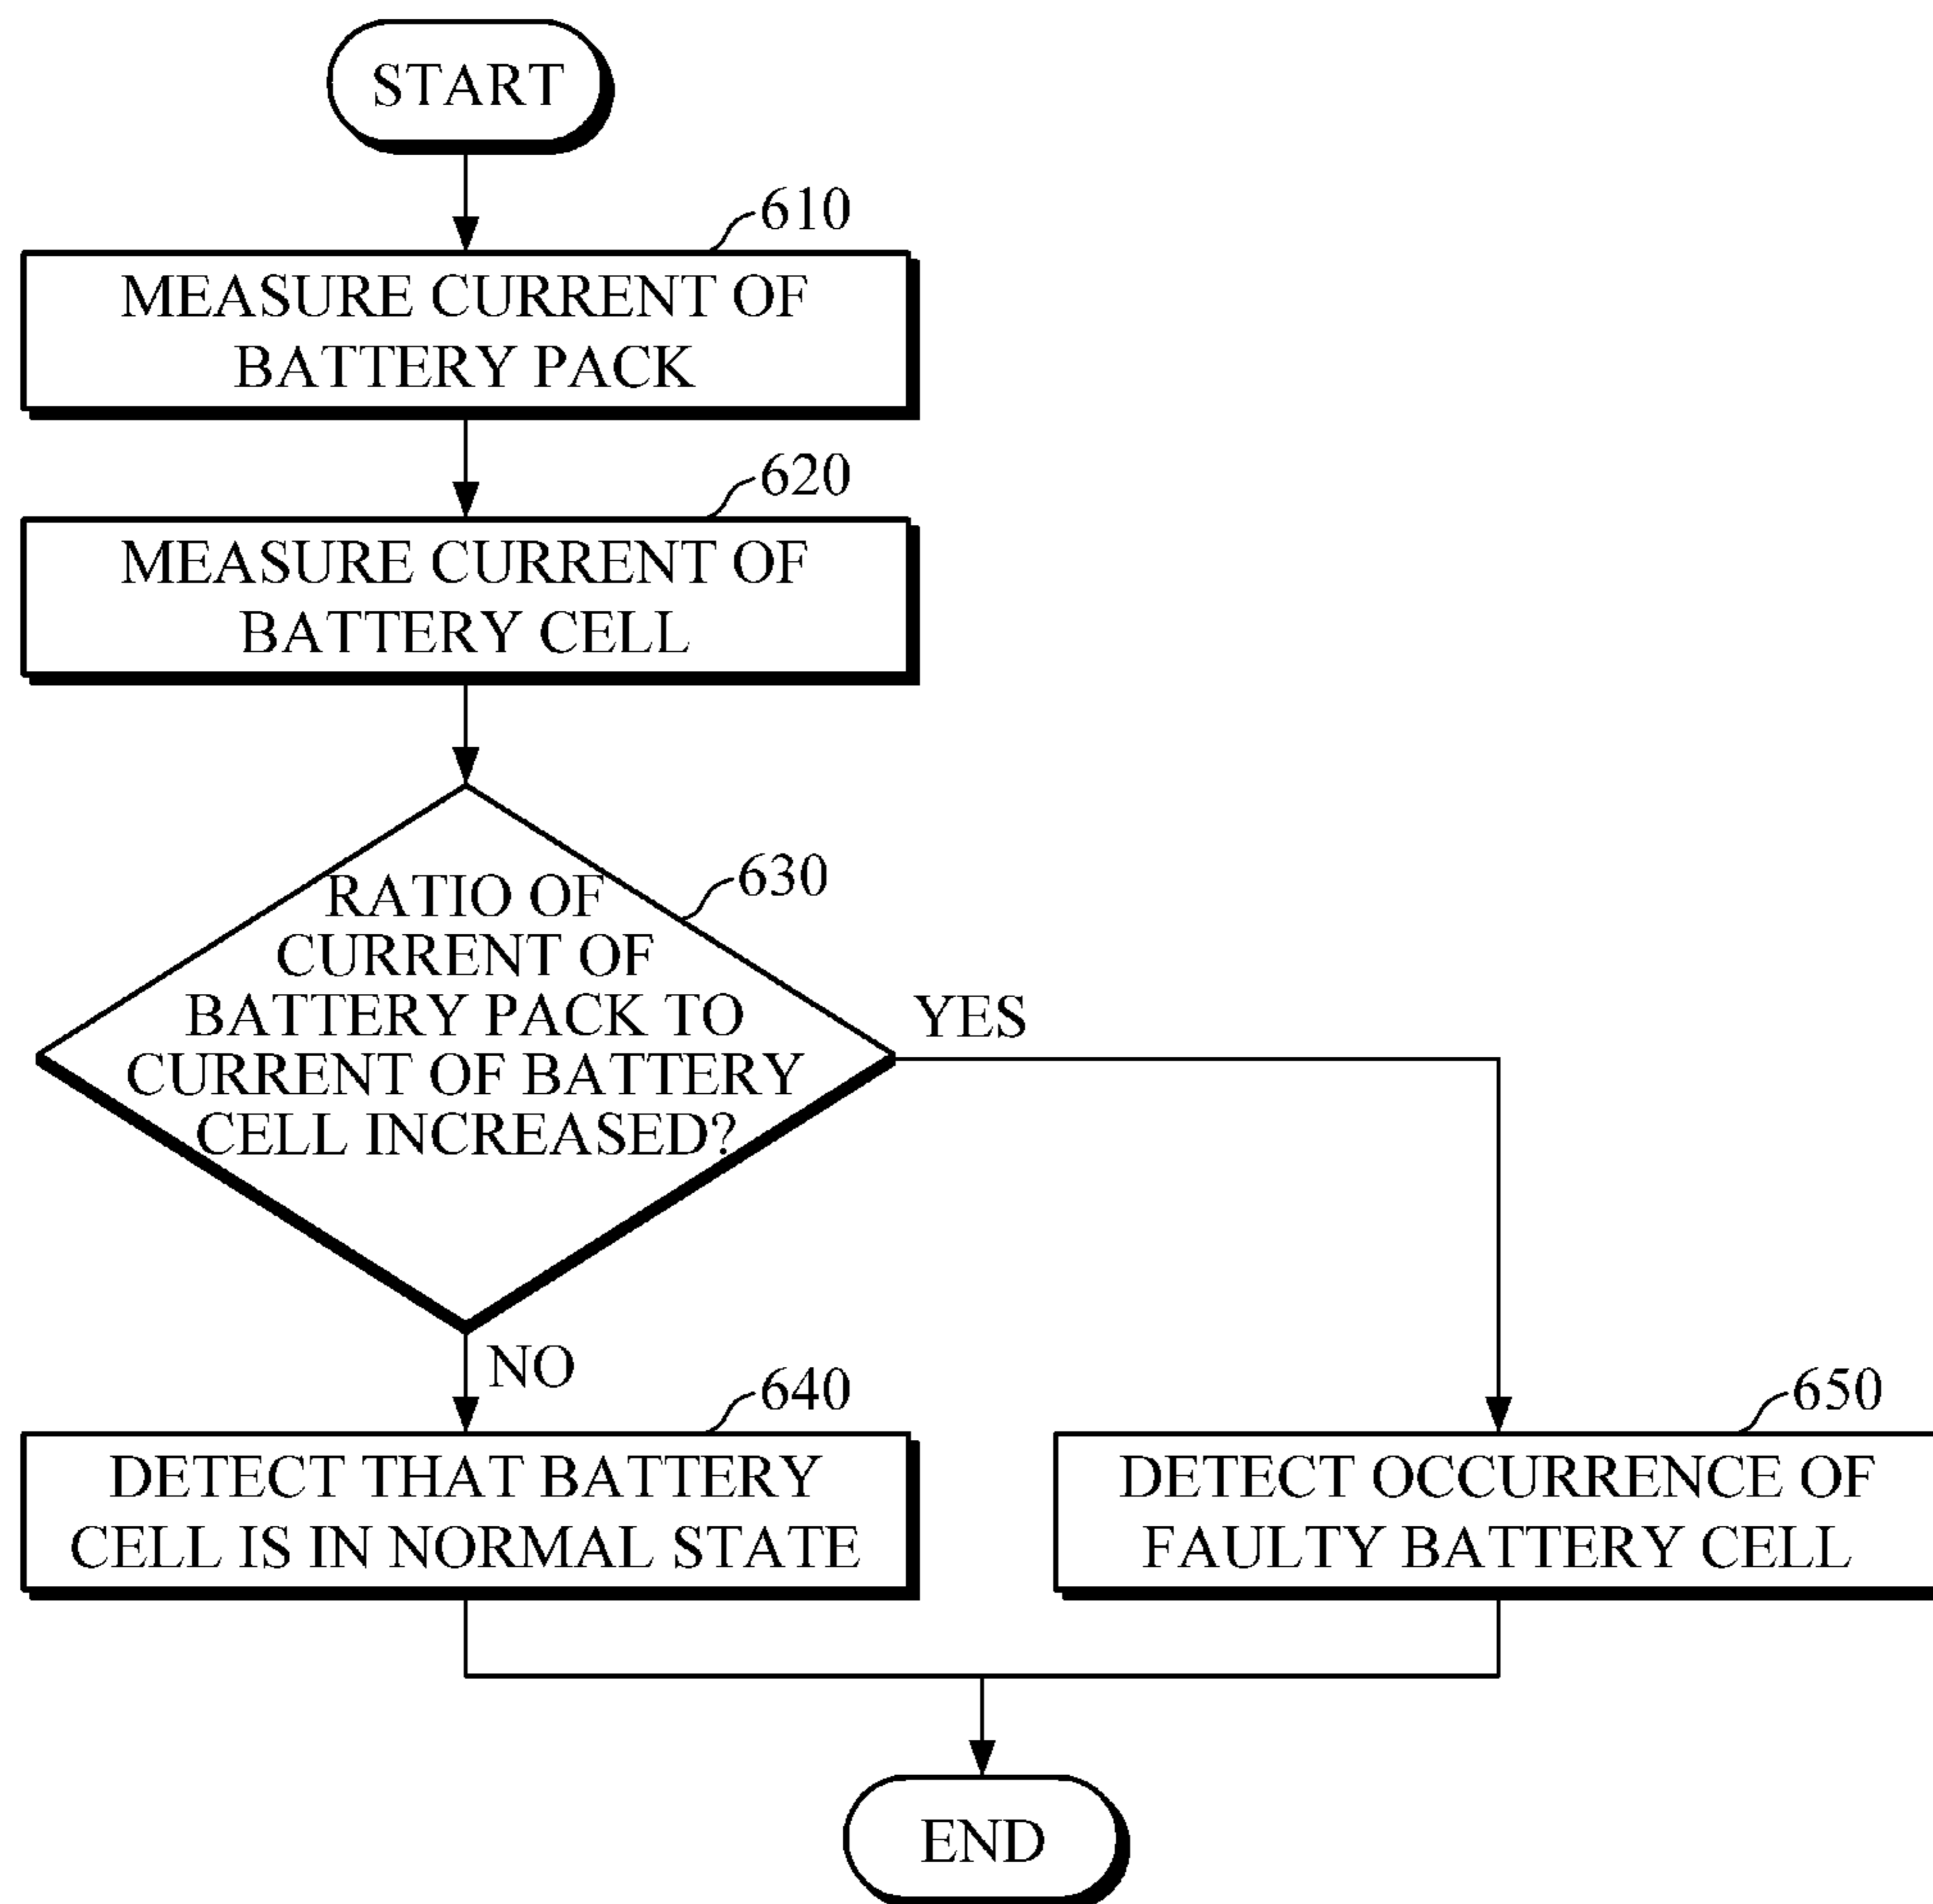 START
610
MEASURE CURRENT OF
BATTERY PACK
620
MEASURE CURRENT OF
BATTERY CELL
630
RATIO OF
CURRENT OF
BATTERY PACK TO
CURRENT OF BATTERY
CELL INCREASED?
YES
NO
640
DETECT THAT BATTERY
CELL IS IN NORMAL STATE
650
DETECT OCCURRENCE OF
FAULTY BATTERY CELL
END